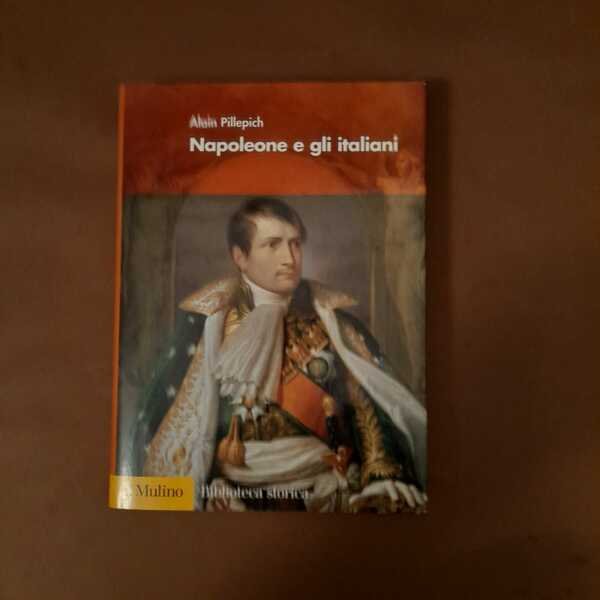 Alain Pillepich
Napoleone e gli italiani
Mulino
Biblioteca storica